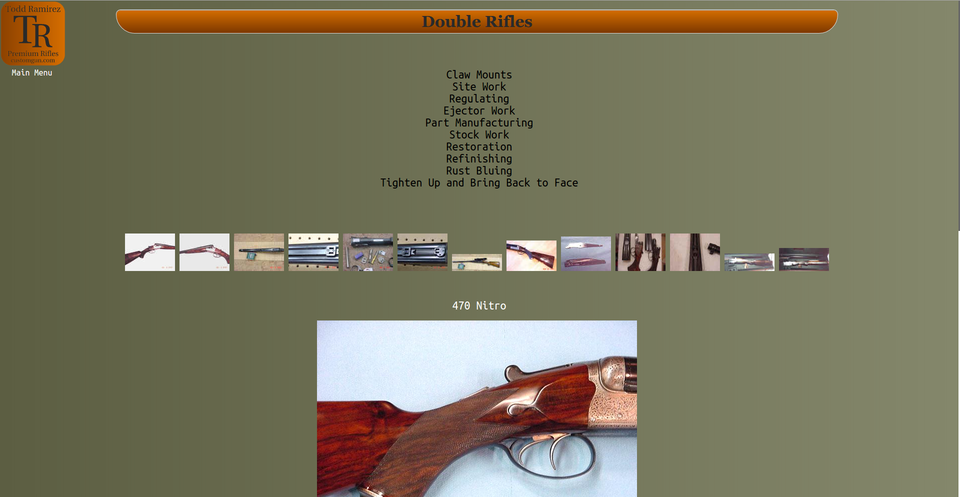 Todd Ramirez
TR
Premium Rifles
Main Menu
Double Rifles
Claw Mounts
Site Work
Regulating
Ejector Work
Part Manufacturing
Stock Work
Restoration
Refinishing
Rust Bluing
Tighten Up and Bring Back to Face
470 Nitro